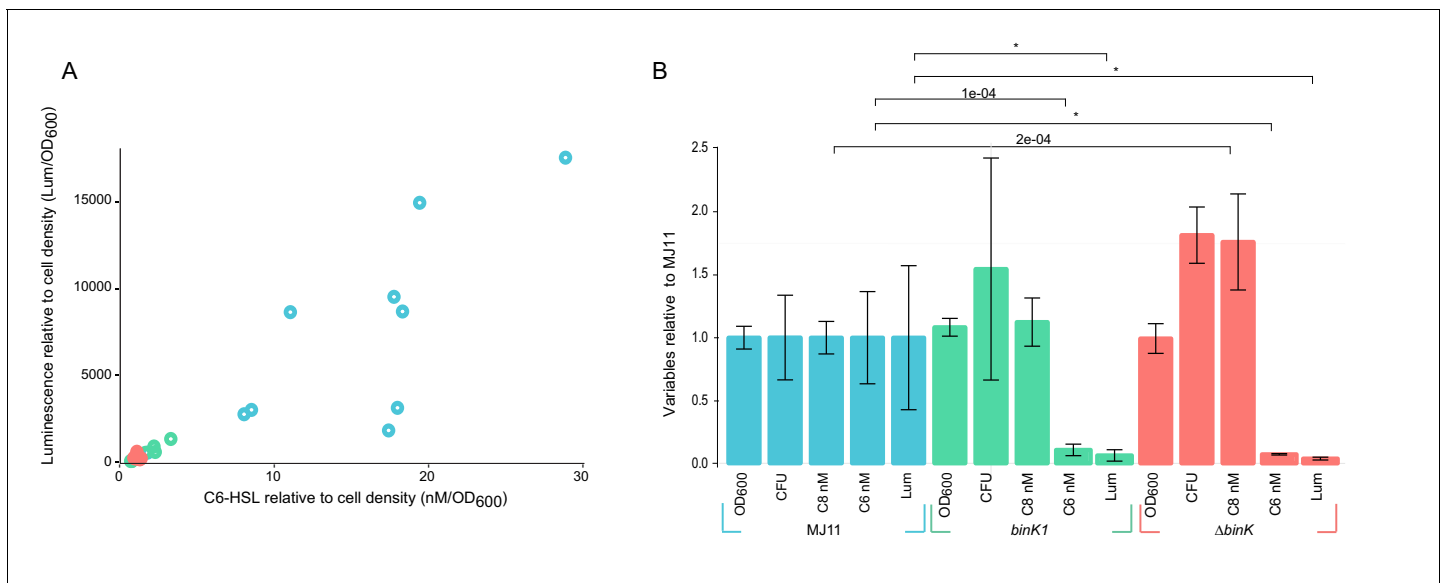 A
Luminescence relative to cell density (Lum/OD600)
15000
10000
5000
0
0 10 20 30
C6-HSL relative to cell density (nM/OD600)
B
*
*
1e-04
*
2e-04
Variables relative to MJ11
2.5
2.0
1.5
1.0
0.5
0.0
OD600 CFU C8 nM C6 nM Lum OD600 CFU C8 nM C6 nM Lum OD600 CFU C8 nM C6 nM Lum
MJ11 binK1 ΔbinK